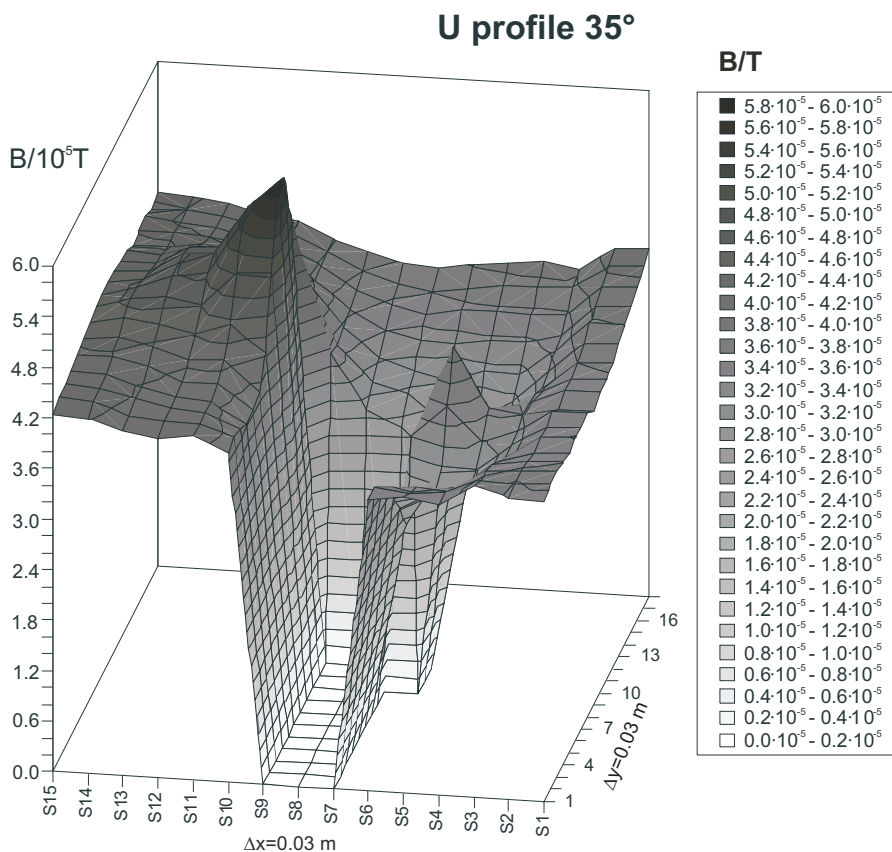 U profile 35°
B/T
B/10⁻⁵T
5.8·10⁻⁵ - 6.0·10⁻⁵
5.6·10⁻⁵ - 5.8·10⁻⁵
5.4·10⁻⁵ - 5.6·10⁻⁵
5.2·10⁻⁵ - 5.4·10⁻⁵
5.0·10⁻⁵ - 5.2·10⁻⁵
4.8·10⁻⁵ - 5.0·10⁻⁵
4.6·10⁻⁵ - 4.8·10⁻⁵
4.4·10⁻⁵ - 4.6·10⁻⁵
4.2·10⁻⁵ - 4.4·10⁻⁵
4.0·10⁻⁵ - 4.2·10⁻⁵
3.8·10⁻⁵ - 4.0·10⁻⁵
3.6·10⁻⁵ - 3.8·10⁻⁵
3.4·10⁻⁵ - 3.6·10⁻⁵
3.2·10⁻⁵ - 3.4·10⁻⁵
3.0·10⁻⁵ - 3.2·10⁻⁵
2.8·10⁻⁵ - 3.0·10⁻⁵
2.6·10⁻⁵ - 2.8·10⁻⁵
2.4·10⁻⁵ - 2.6·10⁻⁵
2.2·10⁻⁵ - 2.4·10⁻⁵
2.0·10⁻⁵ - 2.2·10⁻⁵
1.8·10⁻⁵ - 2.0·10⁻⁵
1.6·10⁻⁵ - 1.8·10⁻⁵
1.4·10⁻⁵ - 1.6·10⁻⁵
1.2·10⁻⁵ - 1.4·10⁻⁵
1.0·10⁻⁵ - 1.2·10⁻⁵
0.8·10⁻⁵ - 1.0·10⁻⁵
0.6·10⁻⁵ - 0.8·10⁻⁵
0.4·10⁻⁵ - 0.6·10⁻⁵
0.2·10⁻⁵ - 0.4·10⁻⁵
0.0·10⁻⁵ - 0.2·10⁻⁵
6.0
5.4
4.8
4.2
3.6
3.0
2.4
1.8
1.2
0.6
0.0
S15 S14 S13 S12 S11 S10 S9 S8 S7 S6 S5 S4 S3 S2 S1
Δx=0.03 m
16
13
10
7
4
1
Δy=0.03 m